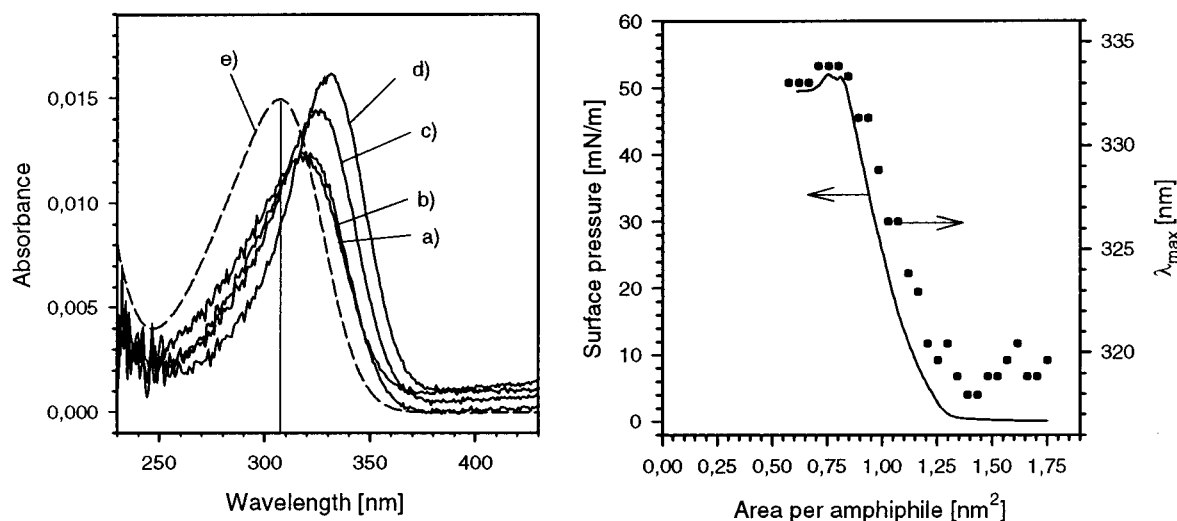 e)
d)
c)
b)
a)
0,015
0,010
0,005
0,000
Absorbance
250 300 350 400
Wavelength [nm]
60
50
40
30
20
10
0
Surface pressure [mN/m]
335
330
325
320
λmax [nm]
0,00 0,25 0,50 0,75 1,00 1,25 1,50 1,75
Area per amphiphile [nm²]